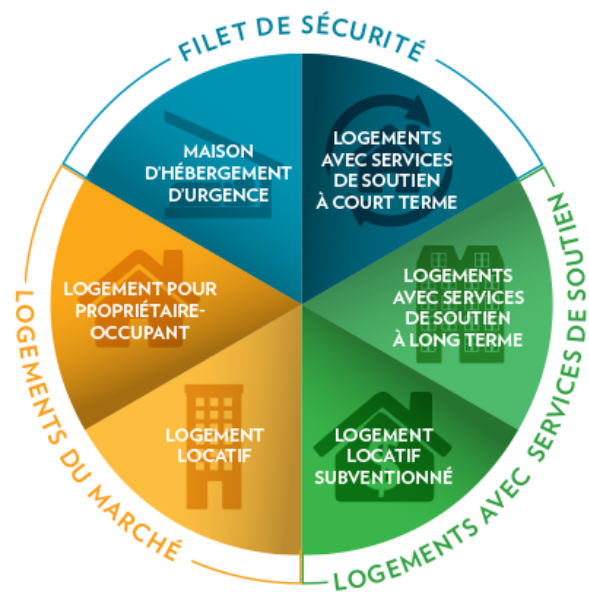 FILET DE SÉCURITÉ
MAISON
D'HÉBERGEMENT
D'URGENCE
LOGEMENTS
AVEC SERVICES
DE SOUTIEN
À COURT TERME
LOGEMENTS AVEC SERVICES DE SOUTIEN
LOGEMENTS
AVEC SERVICES
DE SOUTIEN
À LONG TERME
LOGEMENT
LOCATIF
SUBVENTIONNÉ
LOGEMENTS DU MARCHÉ
LOGEMENT POUR
PROPRIÉTAIRE-
OCCUPANT
LOGEMENT
LOCATIF
$